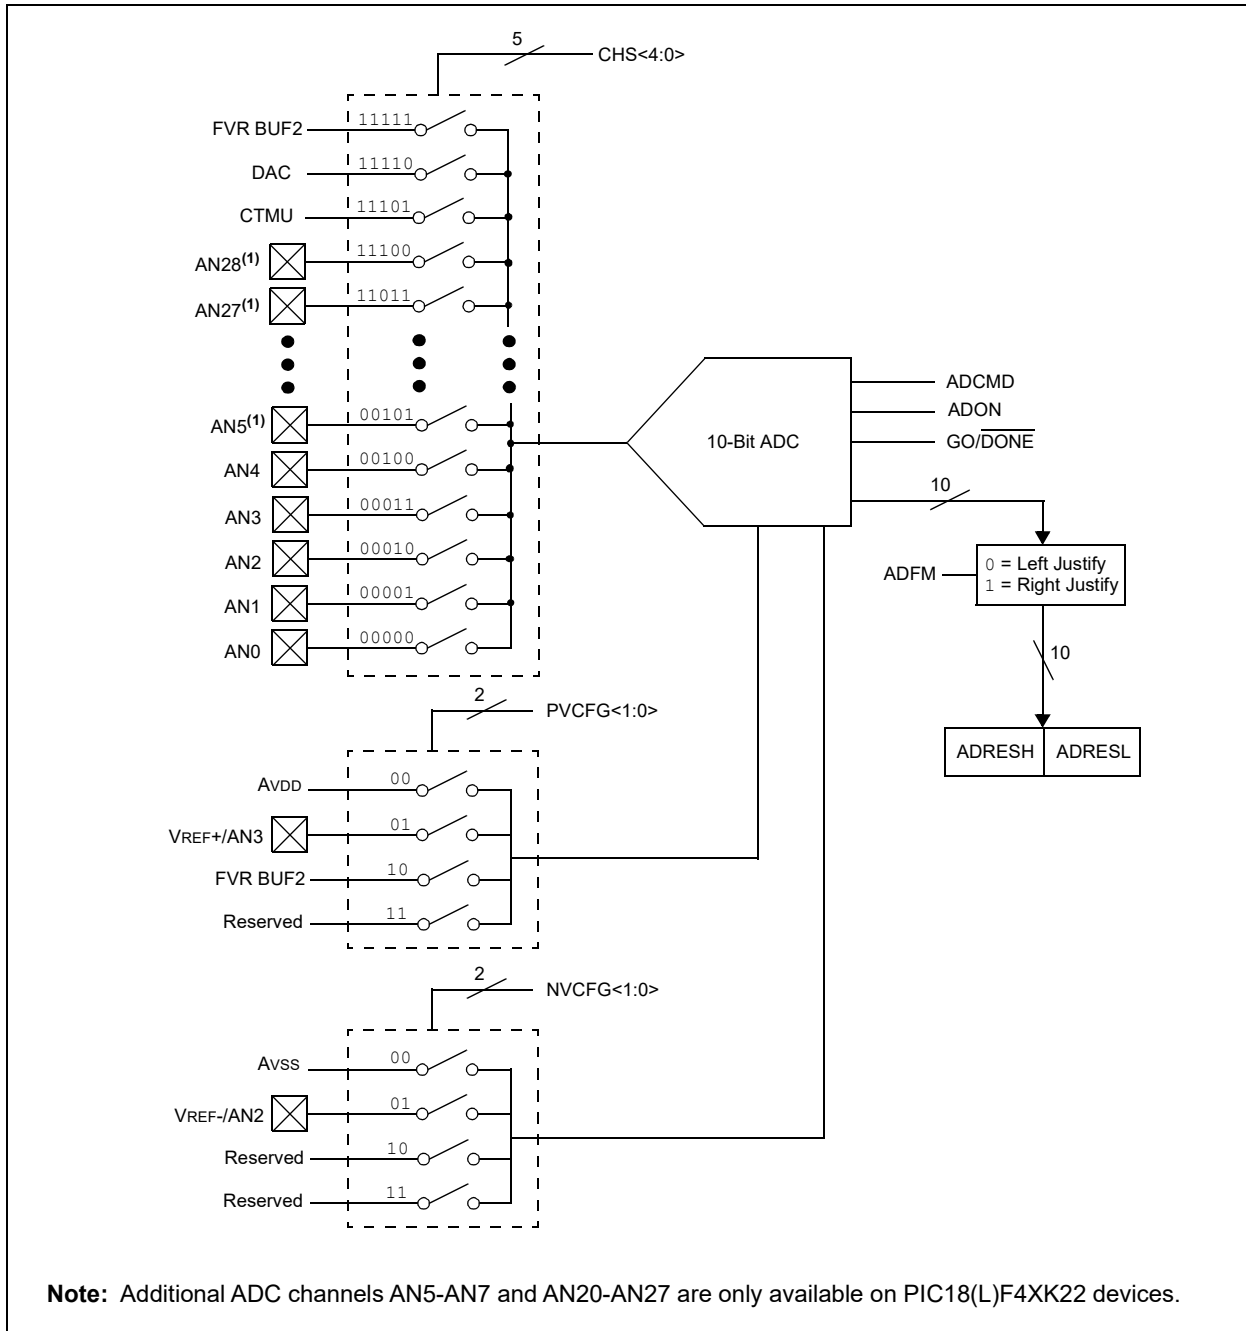 5
CHS<4:0>
FVR BUF2 11111
DAC 11110
CTMU 11101
AN28(1) 11100
AN27(1) 11011
AN5(1) 00101
AN4 00100
AN3 00011
AN2 00010
AN1 00001
AN0 00000
10-Bit ADC
ADCMD
ADON
GO/DONE
10
ADFM
0 = Left Justify
1 = Right Justify
10
ADRESH ADRESL
2
PVCFG<1:0>
AVDD 00
VREF+/AN3 01
FVR BUF2 10
Reserved 11
2
NVCFG<1:0>
AVSS 00
VREF-/AN2 01
Reserved 10
Reserved 11
Note: Additional ADC channels AN5-AN7 and AN20-AN27 are only available on PIC18(L)F4XK22 devices.